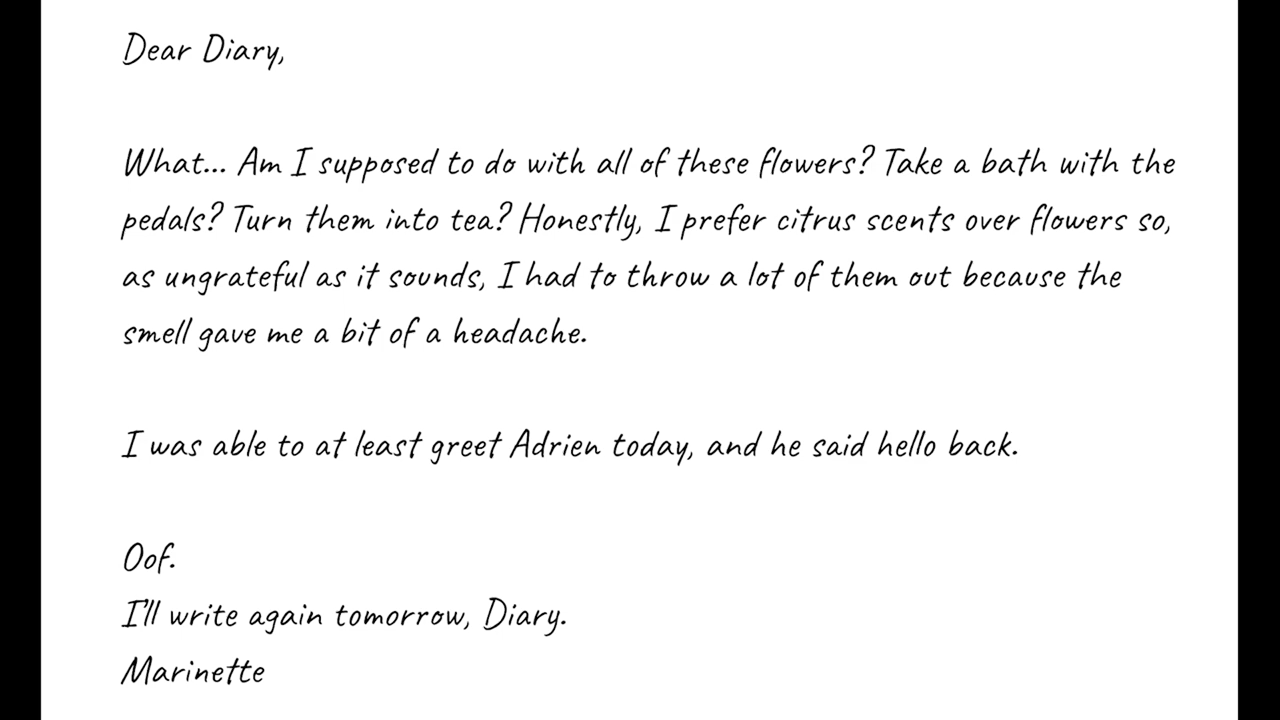 Dear Diary,
What... Am I supposed to do with all of these flowers? Take a bath with the
pedals? Turn them into tea? Honestly, I prefer citrus scents over flowers so,
as ungrateful as it sounds, I had to throw a lot of them out because the
smell gave me a bit of a headache.
I was able to at least greet Adrien today, and he said hello back.
Oof.
I'll write again tomorrow, Diary.
Marinette